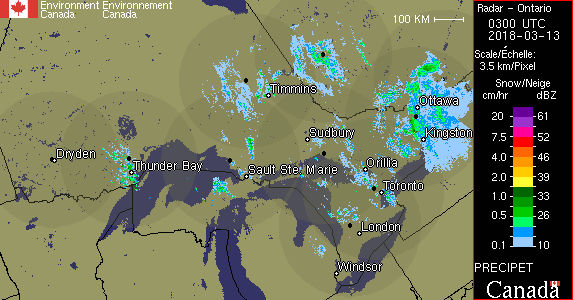 Environment Environnement
Canada Canada
100 KM
Timmins
Ottawa
Dryden
Sudbury
Kingston
Thunder Bay
Sault Ste. Marie
Orillia
Toronto
London
Windsor
Radar - Ontario
0300 UTC
2018-03-13
Scale/Échelle:
3.5 km/Pixel
Snow/Neige
cm/hr dBZ
20 61
7.5 52
4.0 46
2.0 39
1.0 33
0.5 26
0.1 10
PRECIPET
Canada